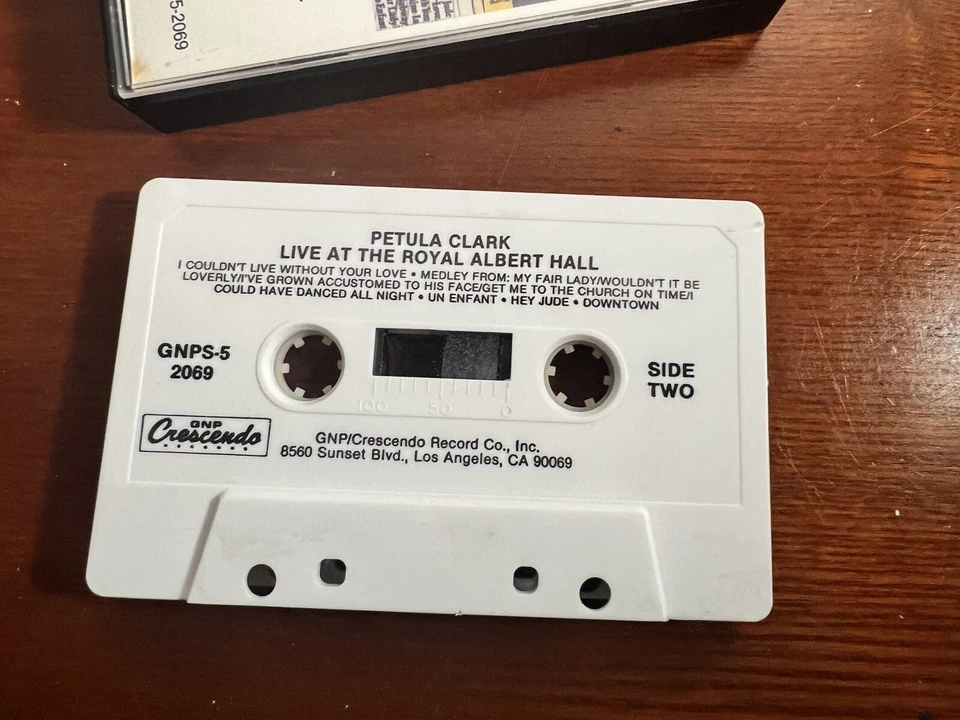 5-2069
PETULA CLARK
LIVE AT THE ROYAL ALBERT HALL
I COULDN'T LIVE WITHOUT YOUR LOVE • MEDLEY FROM: MY FAIR LADY/WOULDN'T IT BE
LOVERLY/I'VE GROWN ACCUSTOMED TO HIS FACE/GET ME TO THE CHURCH ON TIME/I
COULD HAVE DANCED ALL NIGHT • UN ENFANT • HEY JUDE • DOWNTOWN
GNPS-5
2069
SIDE
TWO
100 50 0
GNP
Crescendo
GNP/Crescendo Record Co., Inc.
8560 Sunset Blvd., Los Angeles, CA 90069